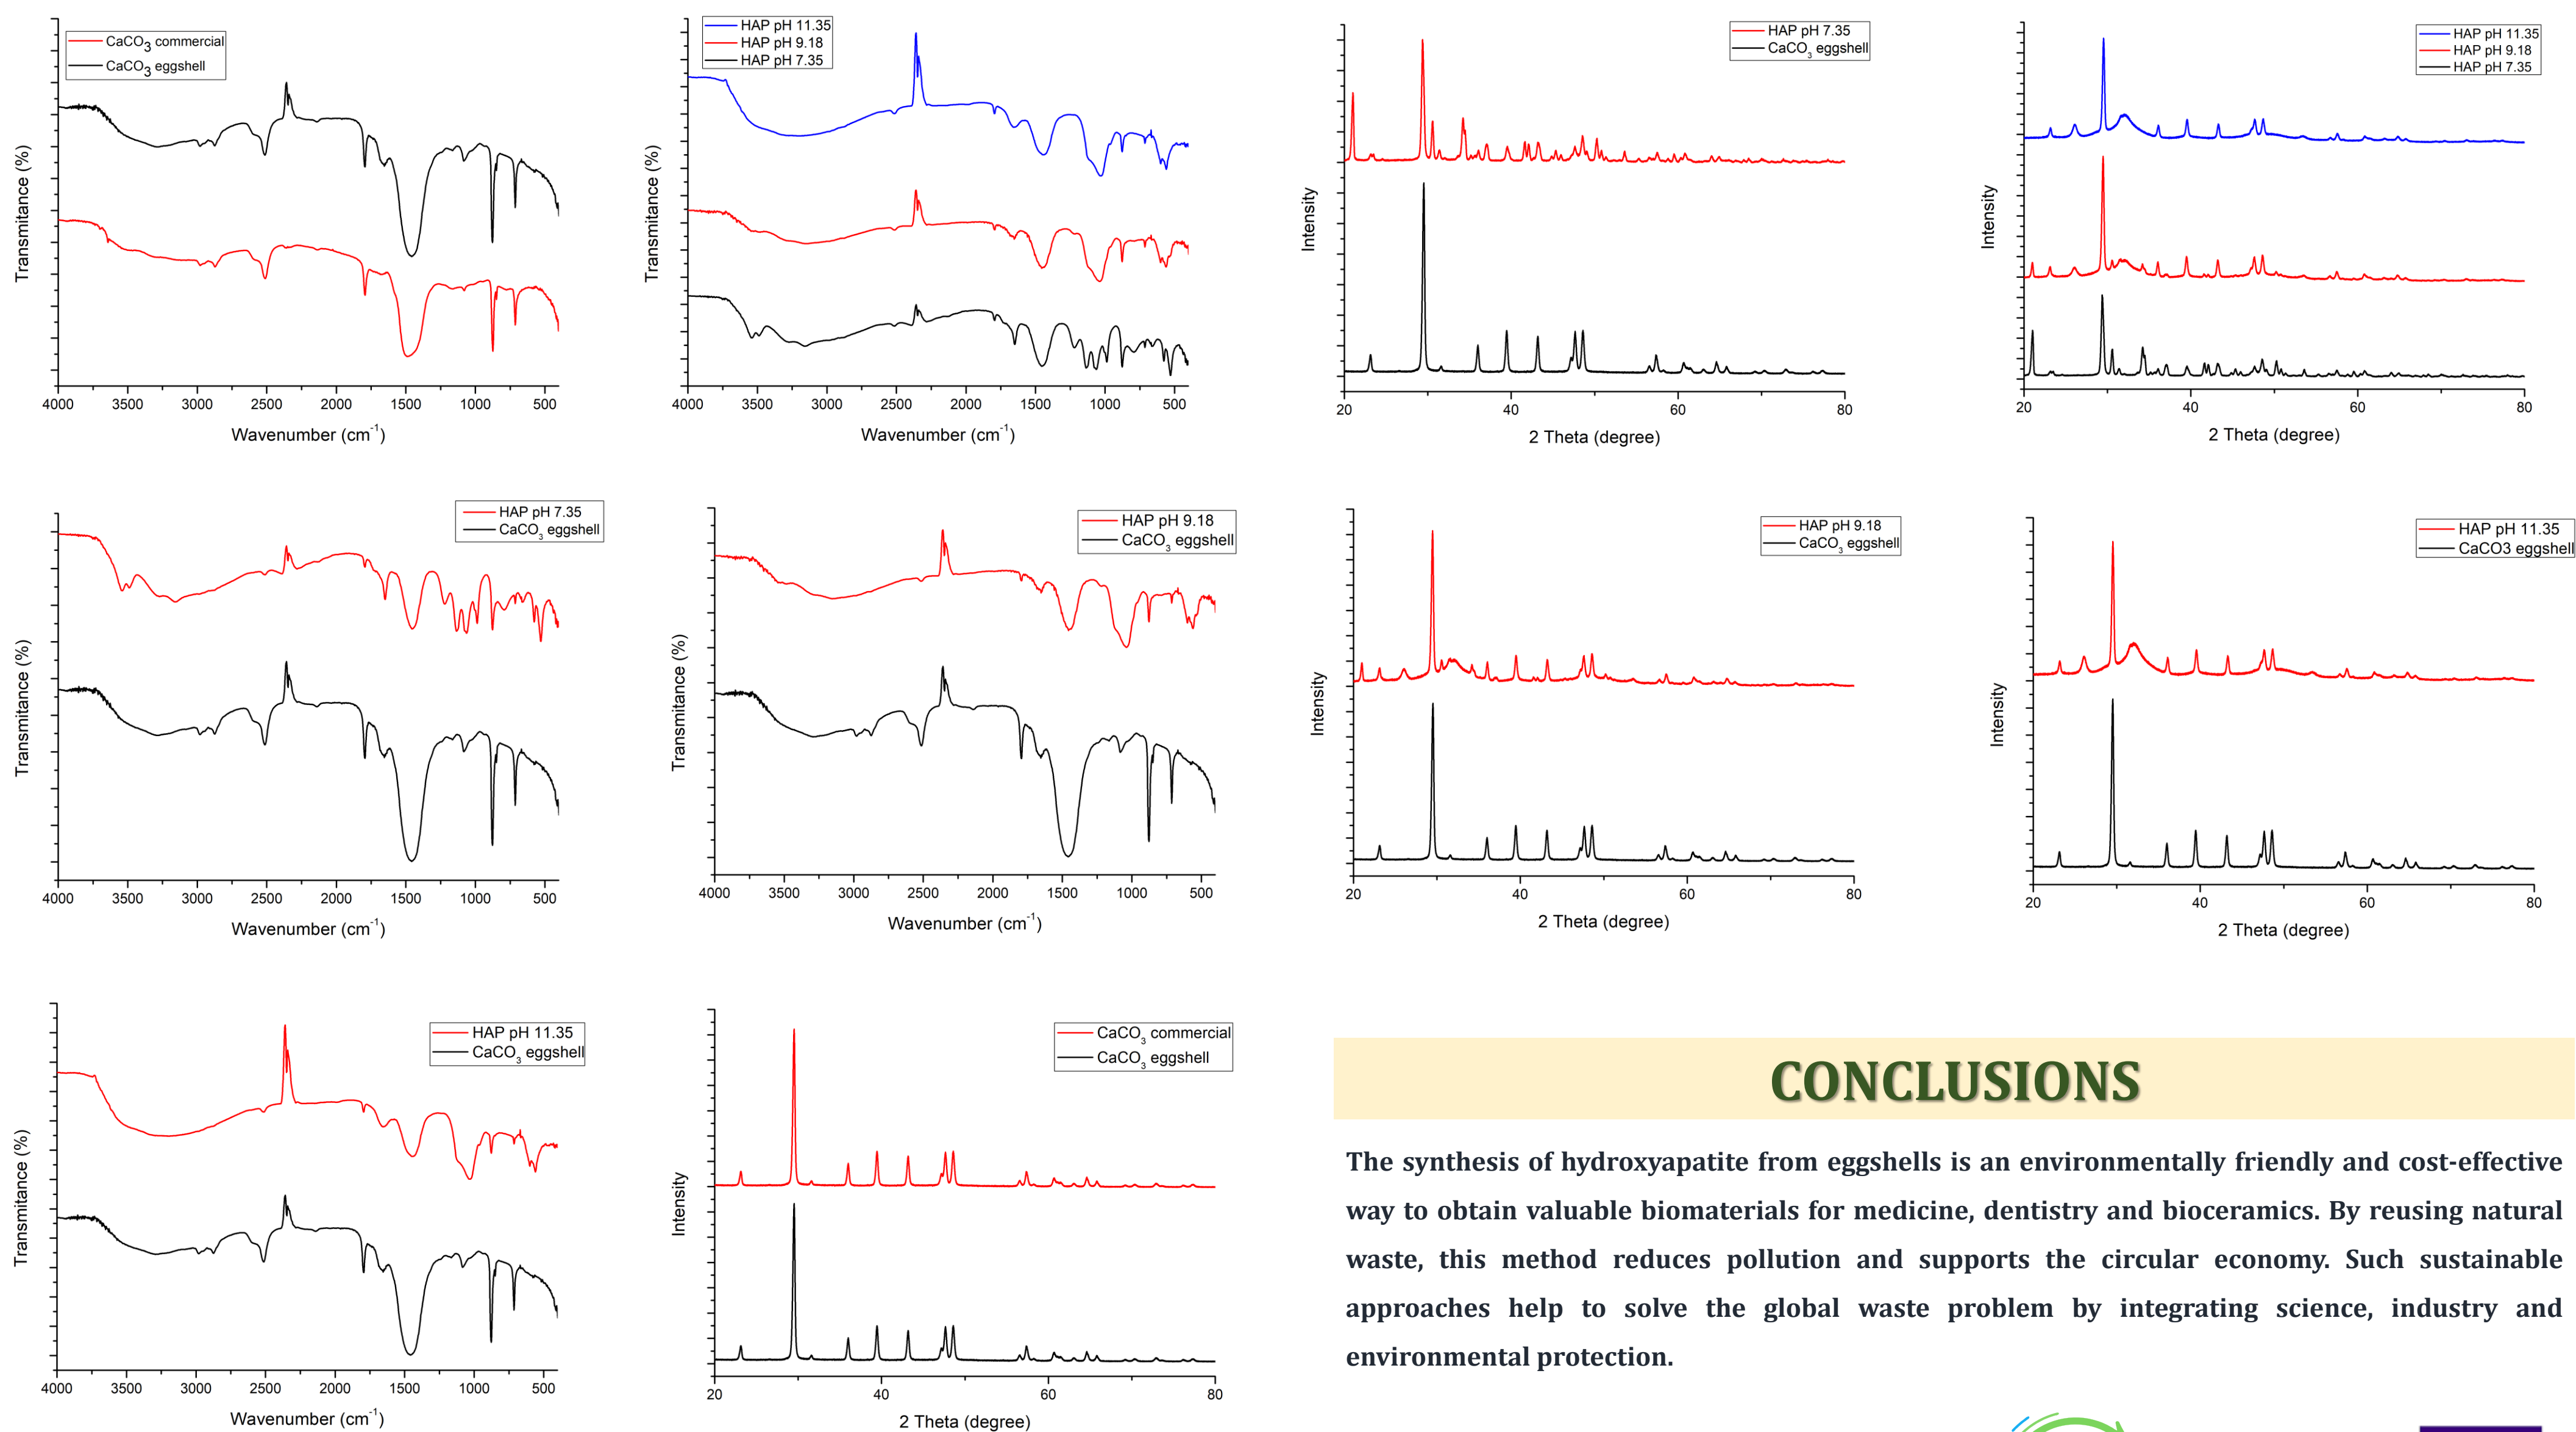 CaCO3 commercial
CaCO3 eggshell
Transmitance (%)
4000 3500 3000 2500 2000 1500 1000 500
Wavenumber (cm-1)
HAP pH 11.35
HAP pH 9.18
HAP pH 7.35
Transmitance (%)
4000 3500 3000 2500 2000 1500 1000 500
Wavenumber (cm-1)
HAP pH 7.35
CaCO3 eggshell
Intensity
20 40 60 80
2 Theta (degree)
HAP pH 11.35
HAP pH 9.18
HAP pH 7.35
Intensity
20 40 60 80
2 Theta (degree)
HAP pH 7.35
CaCO3 eggshell
Transmitance (%)
4000 3500 3000 2500 2000 1500 1000 500
Wavenumber (cm-1)
HAP pH 9.18
CaCO3 eggshell
Transmitance (%)
4000 3500 3000 2500 2000 1500 1000 500
Wavenumber (cm-1)
HAP pH 9.18
CaCO3 eggshell
Intensity
20 40 60 80
2 Theta (degree)
HAP pH 11.35
CaCO3 eggshell
Intensity
20 40 60 80
2 Theta (degree)
HAP pH 11.35
CaCO3 eggshell
Transmitance (%)
4000 3500 3000 2500 2000 1500 1000 500
Wavenumber (cm-1)
CaCO3 commercial
CaCO3 eggshell
Intensity
20 40 60 80
2 Theta (degree)
CONCLUSIONS
The synthesis of hydroxyapatite from eggshells is an environmentally friendly and cost-effective
way to obtain valuable biomaterials for medicine, dentistry and bioceramics. By reusing natural
waste, this method reduces pollution and supports the circular economy. Such sustainable
approaches help to solve the global waste problem by integrating science, industry and
environmental protection.